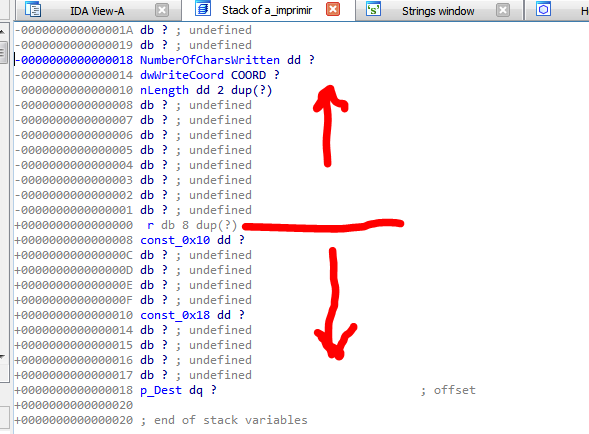 IDA View-A Stack of a_imprimir Strings window
-000000000000001A db ? ; undefined
-0000000000000019 db ? ; undefined
-0000000000000018 NumberOfCharsWritten dd ?
-0000000000000014 dwWriteCoord COORD ?
-0000000000000010 nLength dd 2 dup(?)
-0000000000000008 db ? ; undefined
-0000000000000007 db ? ; undefined
-0000000000000006 db ? ; undefined
-0000000000000005 db ? ; undefined
-0000000000000004 db ? ; undefined
-0000000000000003 db ? ; undefined
-0000000000000002 db ? ; undefined
-0000000000000001 db ? ; undefined
+0000000000000000 r db 8 dup(?)
+0000000000000008 const_0x10 dd ?
+000000000000000C db ? ; undefined
+000000000000000D db ? ; undefined
+000000000000000E db ? ; undefined
+000000000000000F db ? ; undefined
+0000000000000010 const_0x18 dd ?
+0000000000000014 db ? ; undefined
+0000000000000015 db ? ; undefined
+0000000000000016 db ? ; undefined
+0000000000000017 db ? ; undefined
+0000000000000018 p_Dest dq ? ; offset
+0000000000000020
+0000000000000020 ; end of stack variables